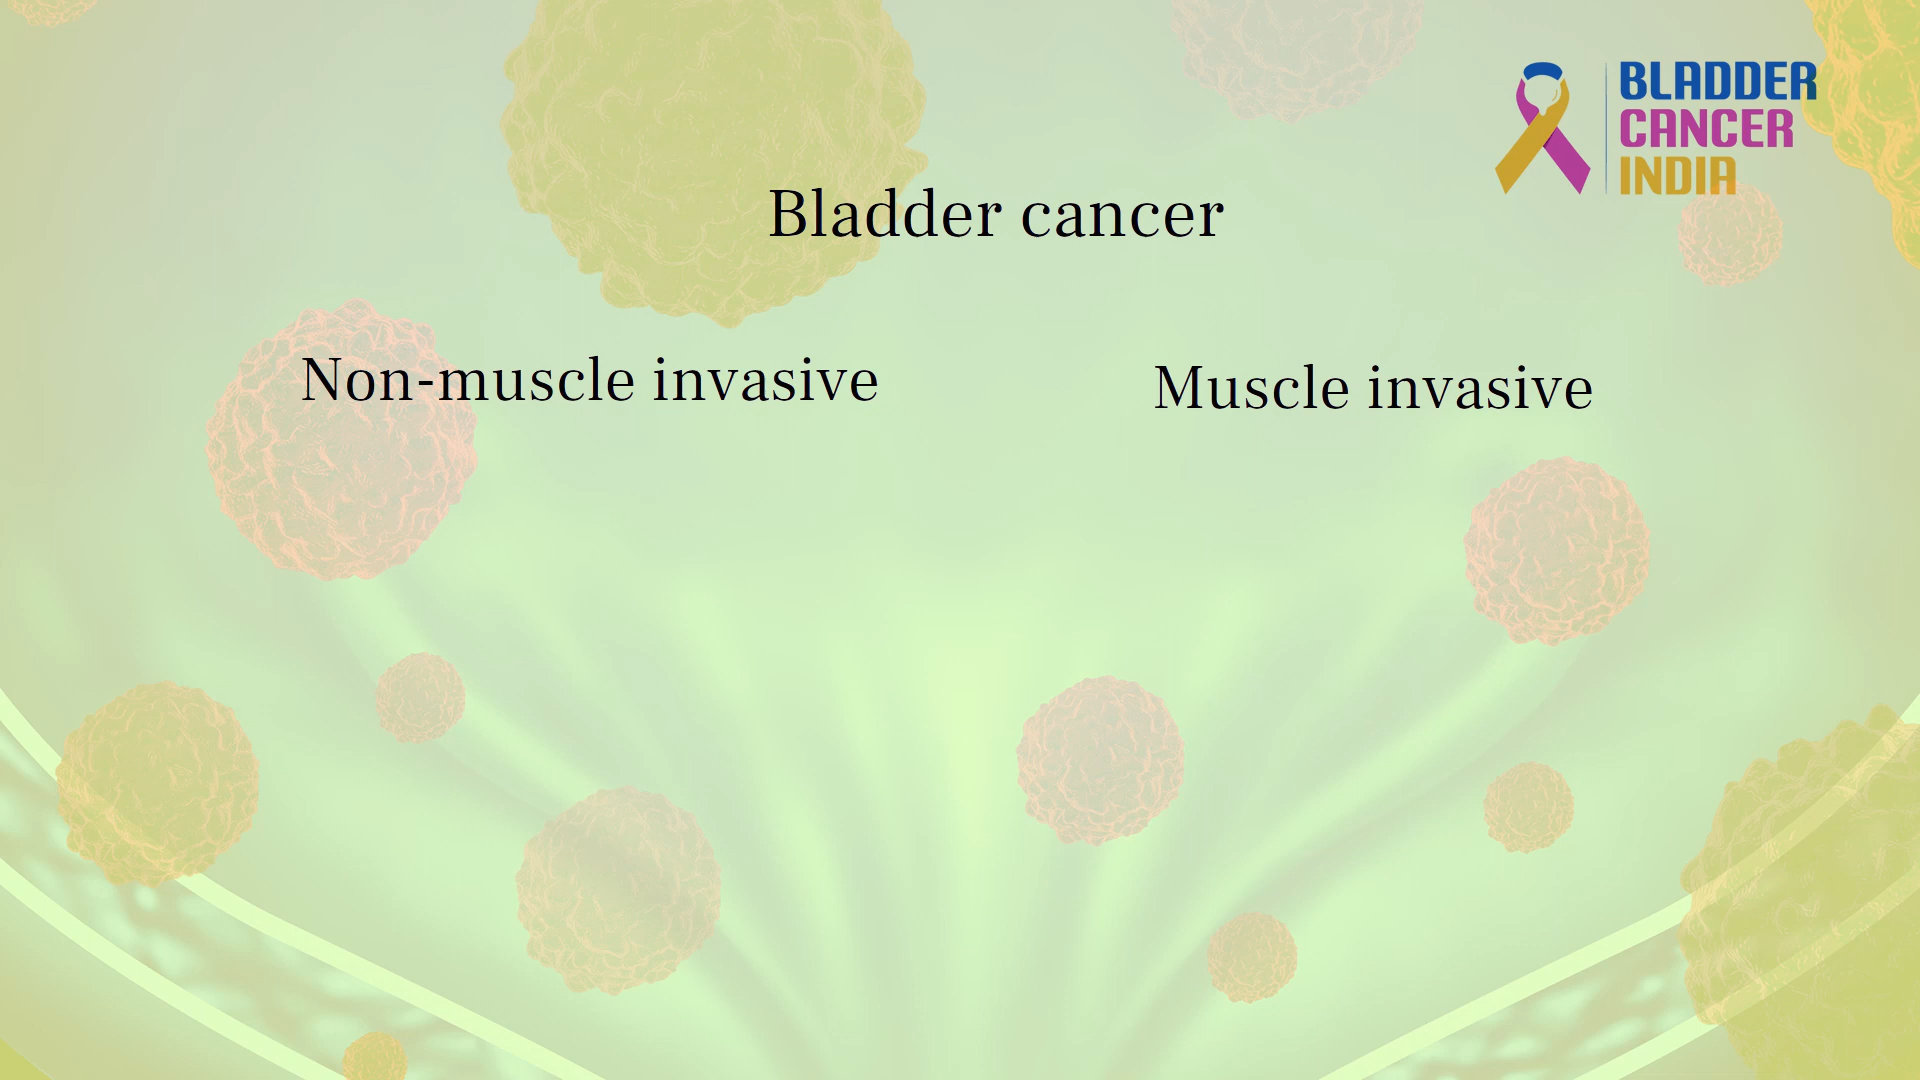 BLADDER
CANCER
INDIA
Bladder cancer
Non-muscle invasive
Muscle invasive